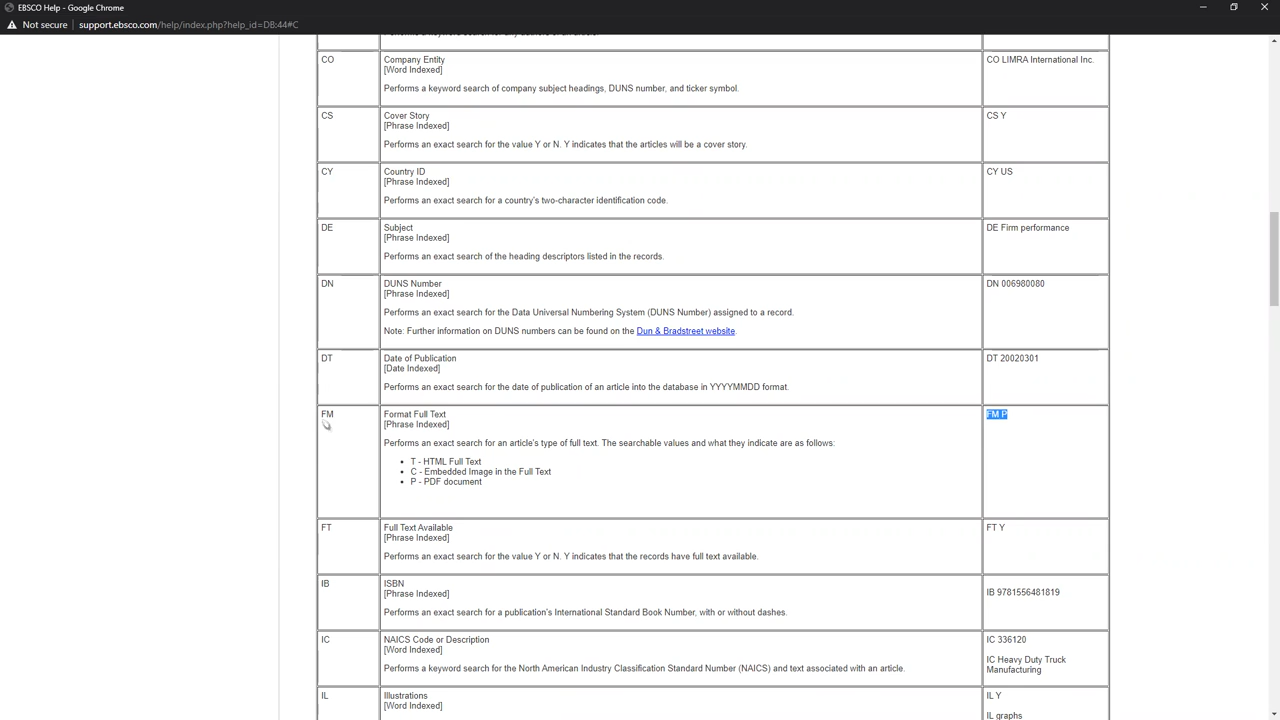 EBSCO Help - Google Chrome
Not secure | support.ebsco.com/help/index.php?help_id=DB:44#C
CO
Company Entity
[Word Indexed]
Performs a keyword search of company subject headings, DUNS number, and ticker symbol.
CO LIMRA International Inc.
CS
Cover Story
[Phrase Indexed]
Performs an exact search for the value Y or N. Y indicates that the articles will be a cover story.
CS Y
CY
Country ID
[Phrase Indexed]
Performs an exact search for a country's two-character identification code.
CY US
DE
Subject
[Phrase Indexed]
Performs an exact search of the heading descriptors listed in the records.
DE Firm performance
DN
DUNS Number
[Phrase Indexed]
Performs an exact search for the Data Universal Numbering System (DUNS Number) assigned to a record.
Note: Further information on DUNS numbers can be found on the Dun & Bradstreet website.
DN 006980080
DT
Date of Publication
[Date Indexed]
Performs an exact search for the date of publication of an article into the database in YYYYMMDD format.
DT 20020301
FM
Format Full Text
[Phrase Indexed]
Performs an exact search for an article's type of full text. The searchable values and what they indicate are as follows:
• T - HTML Full Text
• C - Embedded Image in the Full Text
• P - PDF document
FM P
FT
Full Text Available
[Phrase Indexed]
Performs an exact search for the value Y or N. Y indicates that the records have full text available.
FT Y
IB
ISBN
[Phrase Indexed]
Performs an exact search for a publication's International Standard Book Number, with or without dashes.
IB 9781556481819
IC
NAICS Code or Description
[Word Indexed]
Performs a keyword search for the North American Industry Classification Standard Number (NAICS) and text associated with an article.
IC 336120
IC Heavy Duty Truck
Manufacturing
IL
Illustrations
[Word Indexed]
IL Y
IL graphs